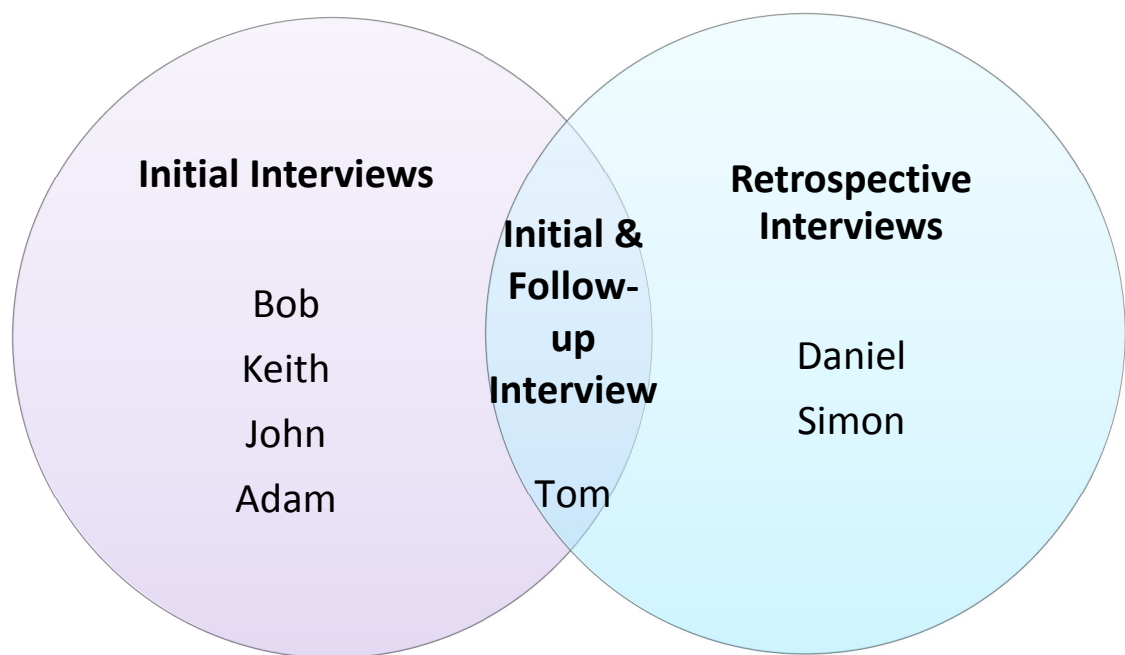 Initial Interviews
Bob
Keith
John
Adam
Initial &
Follow-
up
Interview
Tom
Retrospective
Interviews
Daniel
Simon